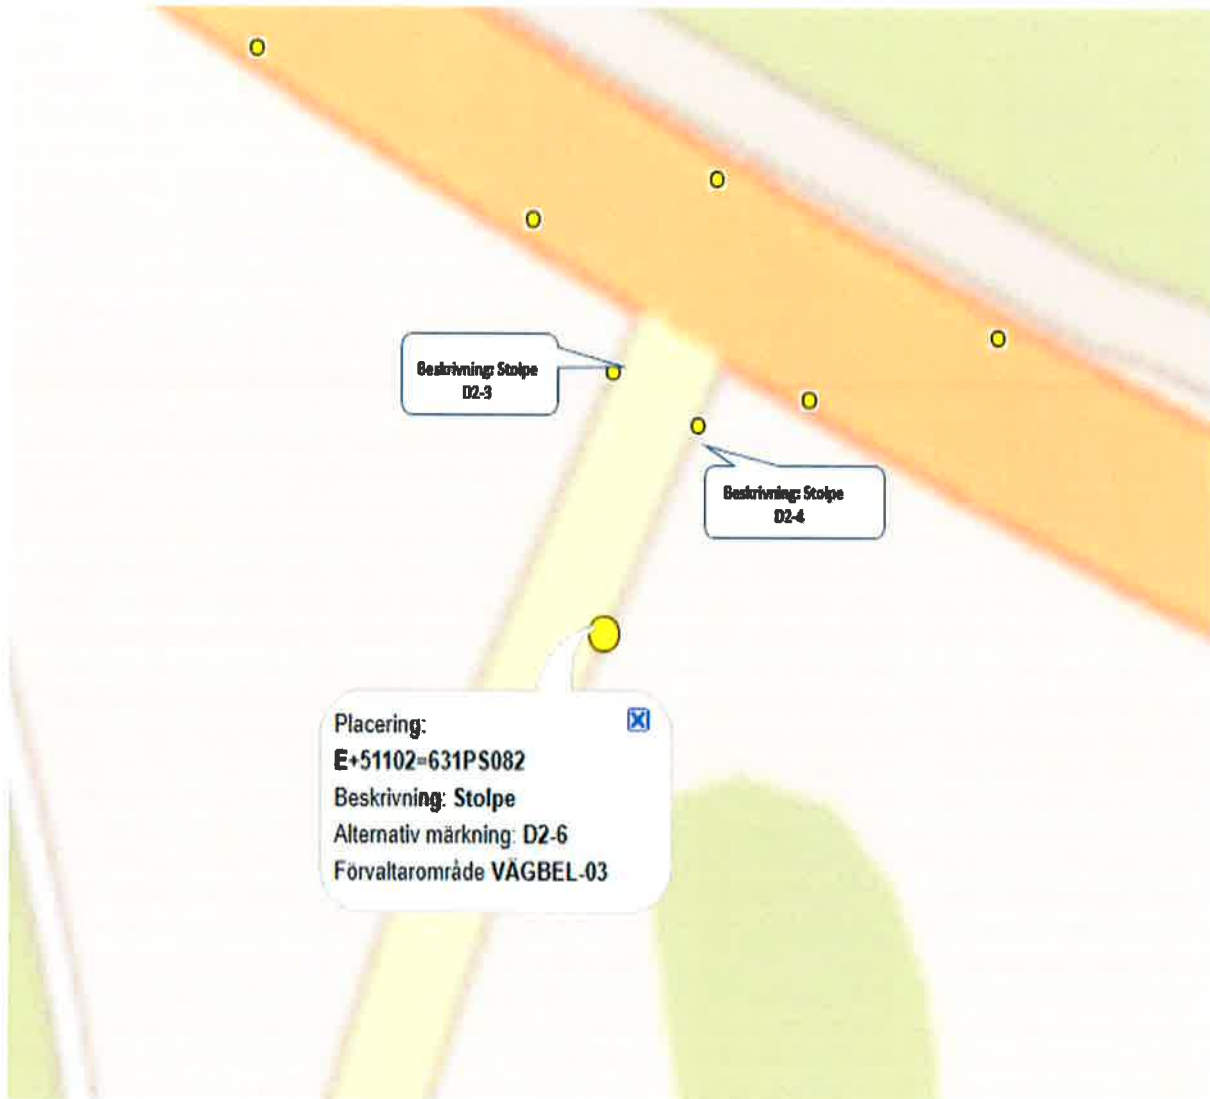 Beskrivning: Stolpe
D2-3
Beskrivning: Stolpe
D2-4
Placering:
E+51102=631PS082
Beskrivning: Stolpe
Alternativ märkning: D2-6
Förvaltarområde VÄGBEL-03